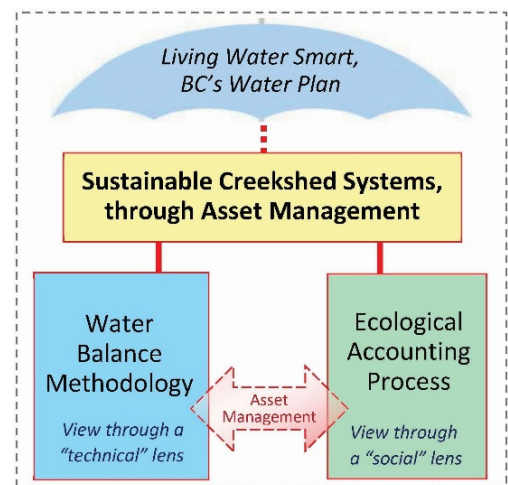 Living Water Smart,
BC's Water Plan
Sustainable Creekshed Systems,
through Asset Management
Water
Balance
Methodology
View through a
"technical" lens
Asset
Management
Ecological
Accounting
Process
View through
a "social" lens